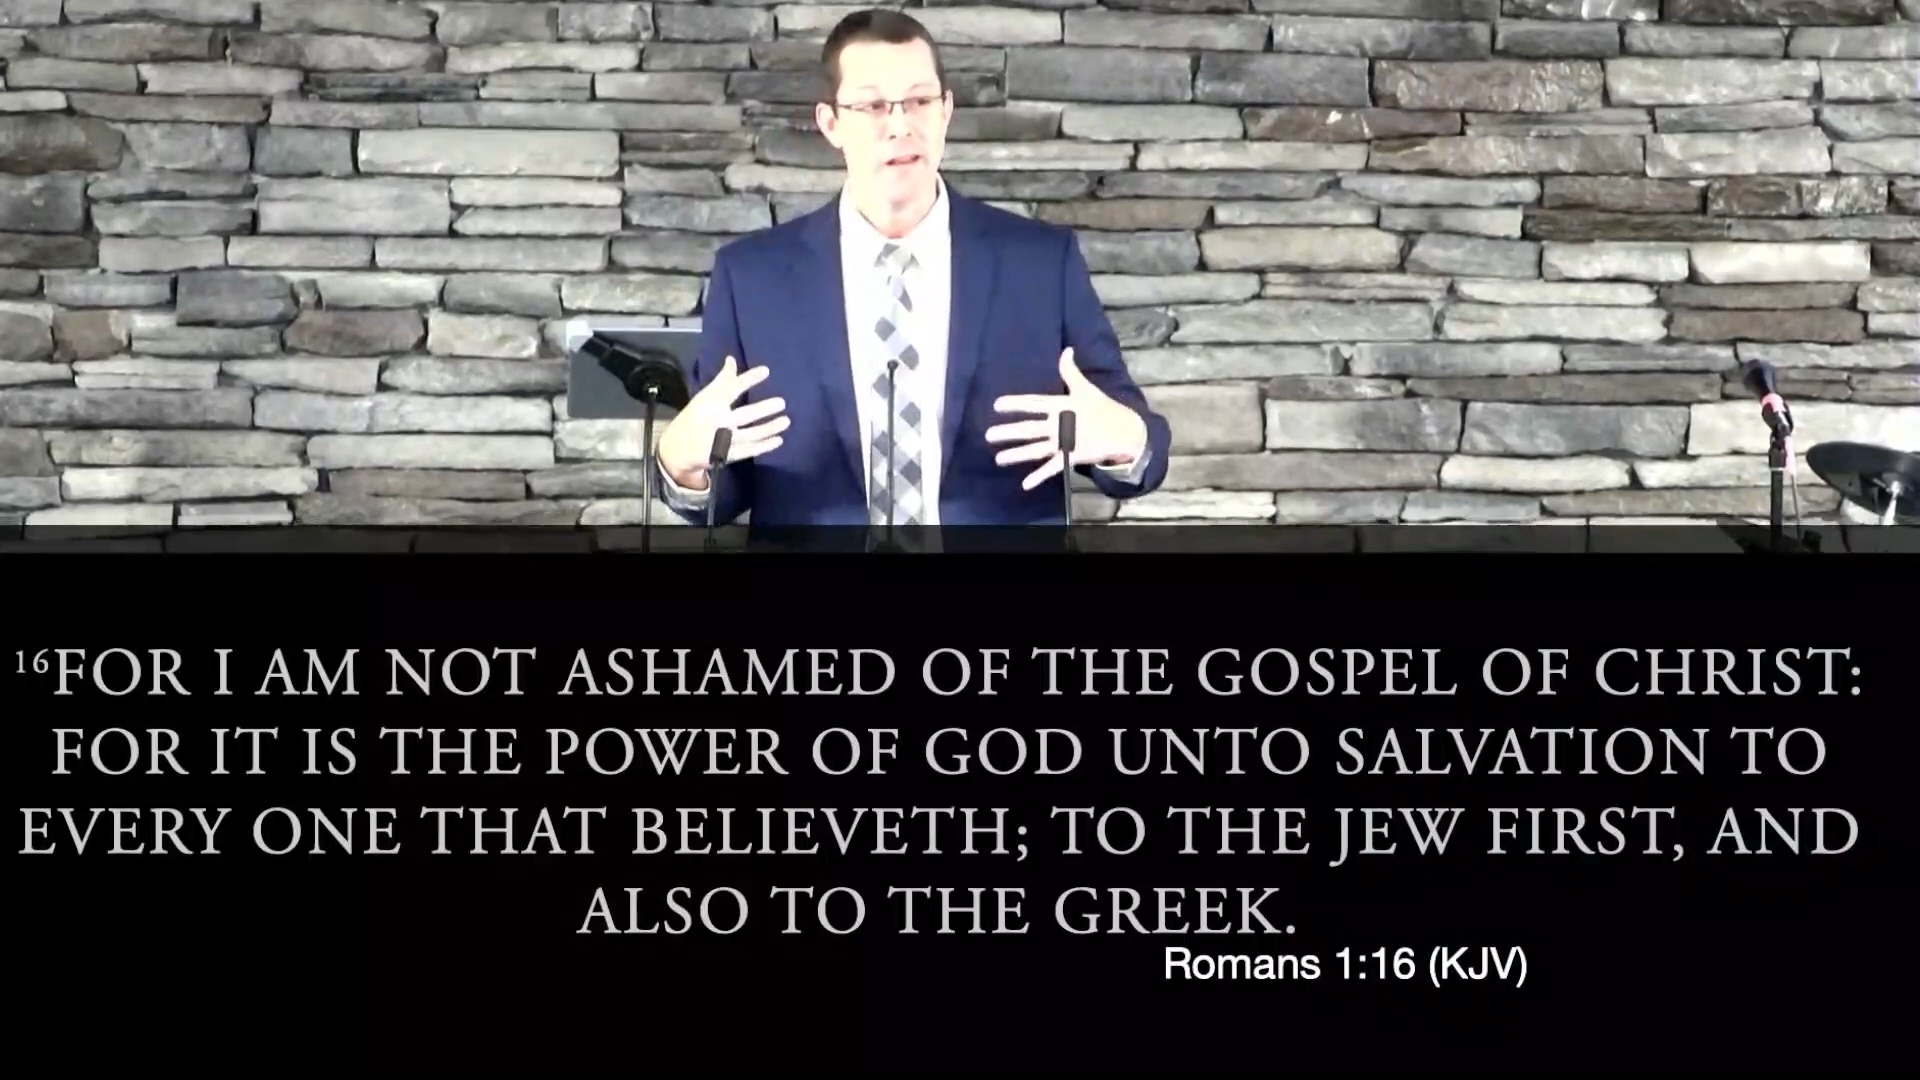 16FOR I AM NOT ASHAMED OF THE GOSPEL OF CHRIST:
FOR IT IS THE POWER OF GOD UNTO SALVATION TO
EVERY ONE THAT BELIEVETH; TO THE JEW FIRST, AND
ALSO TO THE GREEK.
Romans 1:16 (KJV)